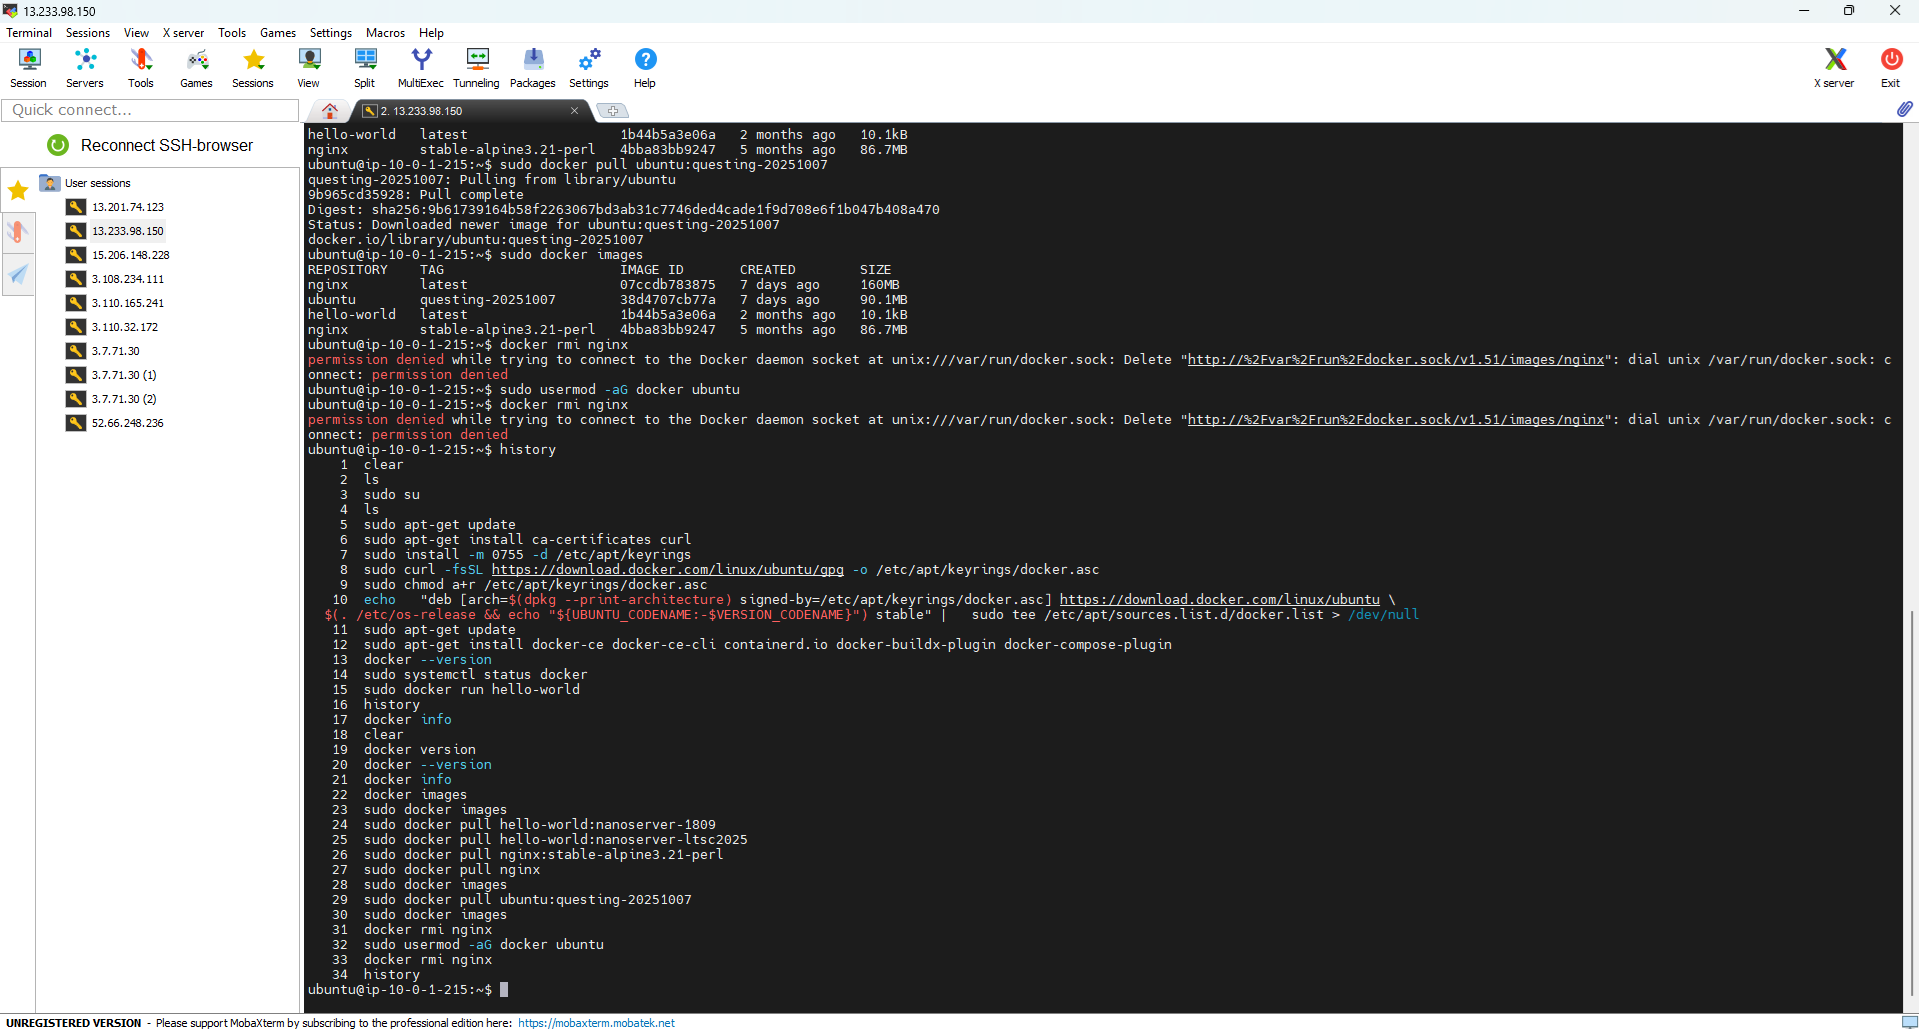 13.233.98.150
Terminal Sessions View X server Tools Games Settings Macros Help
Session Servers Tools Games Sessions View Split MultiExec Tunneling Packages Settings Help X server Exit
Quick connect...
2. 13.233.98.150
Reconnect SSH-browser
User sessions
13.201.74.123
13.233.98.150
15.206.148.228
3.108.234.111
3.110.165.241
3.110.32.172
3.7.71.30
3.7.71.30 (1)
3.7.71.30 (2)
52.66.248.236
hello-world   latest                   1b44b5a3e06a   2 months ago   10.1kB
nginx         stable-alpine3.21-perl   4bba83bb9247   5 months ago   86.7MB
ubuntu@ip-10-0-1-215:~$ sudo docker pull ubuntu:questing-20251007
questing-20251007: Pulling from library/ubuntu
9b965cd35928: Pull complete
Digest: sha256:9b61739164b58f2263067bd3ab31c7746ded4cade1f9d708e6f1b047b408a470
Status: Downloaded newer image for ubuntu:questing-20251007
docker.io/library/ubuntu:questing-20251007
ubuntu@ip-10-0-1-215:~$ sudo docker images
REPOSITORY    TAG                      IMAGE ID       CREATED        SIZE
nginx         latest                   07ccdb783875   7 days ago     160MB
ubuntu        questing-20251007        38d4707cb77a   7 days ago     90.1MB
hello-world   latest                   1b44b5a3e06a   2 months ago   10.1kB
nginx         stable-alpine3.21-perl   4bba83bb9247   5 months ago   86.7MB
ubuntu@ip-10-0-1-215:~$ docker rmi nginx
permission denied while trying to connect to the Docker daemon socket at unix:///var/run/docker.sock: Delete "http://%2Fvar%2Frun%2Fdocker.sock/v1.51/images/nginx": dial unix /var/run/docker.sock: c
onnect: permission denied
ubuntu@ip-10-0-1-215:~$ sudo usermod -aG docker ubuntu
ubuntu@ip-10-0-1-215:~$ docker rmi nginx
permission denied while trying to connect to the Docker daemon socket at unix:///var/run/docker.sock: Delete "http://%2Fvar%2Frun%2Fdocker.sock/v1.51/images/nginx": dial unix /var/run/docker.sock: c
onnect: permission denied
ubuntu@ip-10-0-1-215:~$ history
1  clear
2  ls
3  sudo su
4  ls
5  sudo apt-get update
6  sudo apt-get install ca-certificates curl
7  sudo install -m 0755 -d /etc/apt/keyrings
8  sudo curl -fsSL https://download.docker.com/linux/ubuntu/gpg -o /etc/apt/keyrings/docker.asc
9  sudo chmod a+r /etc/apt/keyrings/docker.asc
10  echo   "deb [arch=$(dpkg --print-architecture) signed-by=/etc/apt/keyrings/docker.asc] https://download.docker.com/linux/ubuntu \
$(. /etc/os-release && echo "${UBUNTU_CODENAME:-$VERSION_CODENAME}") stable" |   sudo tee /etc/apt/sources.list.d/docker.list > /dev/null
11  sudo apt-get update
12  sudo apt-get install docker-ce docker-ce-cli containerd.io docker-buildx-plugin docker-compose-plugin
13  docker --version
14  sudo systemctl status docker
15  sudo docker run hello-world
16  history
17  docker info
18  clear
19  docker version
20  docker --version
21  docker info
22  docker images
23  sudo docker images
24  sudo docker pull hello-world:nanoserver-1809
25  sudo docker pull hello-world:nanoserver-ltsc2025
26  sudo docker pull nginx:stable-alpine3.21-perl
27  sudo docker pull nginx
28  sudo docker images
29  sudo docker pull ubuntu:questing-20251007
30  sudo docker images
31  docker rmi nginx
32  sudo usermod -aG docker ubuntu
33  docker rmi nginx
34  history
ubuntu@ip-10-0-1-215:~$
UNREGISTERED VERSION - Please support MobaXterm by subscribing to the professional edition here: https://mobaxterm.mobatek.net